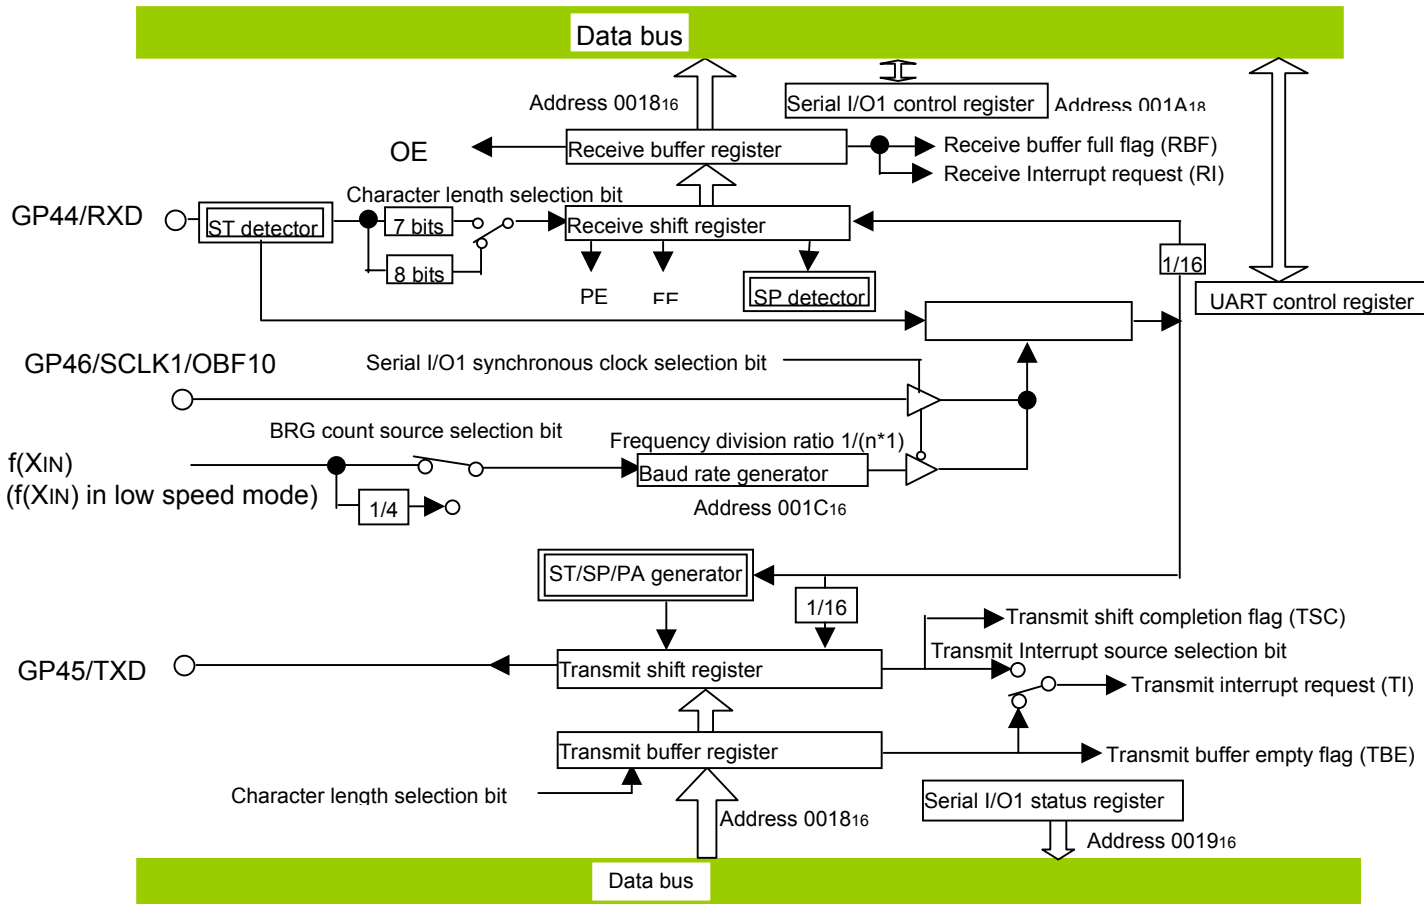 Data bus
Address 001816
Serial I/O1 control register
Address 001A18
OE
Receive buffer register
Receive buffer full flag (RBF)
Receive Interrupt request (RI)
Character length selection bit
GP44/RXD
ST detector
7 bits
Receive shift register
8 bits
1/16
PE
SP detector
UART control register
GP46/SCLK1/OBF10
Serial I/O1 synchronous clock selection bit
BRG count source selection bit
Frequency division ratio 1/(n*1)
f(XIN)
Baud rate generator
(f(XIN) in low speed mode)
1/4
Address 001C16
ST/SP/PA generator
1/16
Transmit shift completion flag (TSC)
Transmit Interrupt source selection bit
GP45/TXD
Transmit shift register
Transmit interrupt request (TI)
Transmit buffer register
Transmit buffer empty flag (TBE)
Character length selection bit
Serial I/O1 status register
Address 001816
Address 001916
Data bus